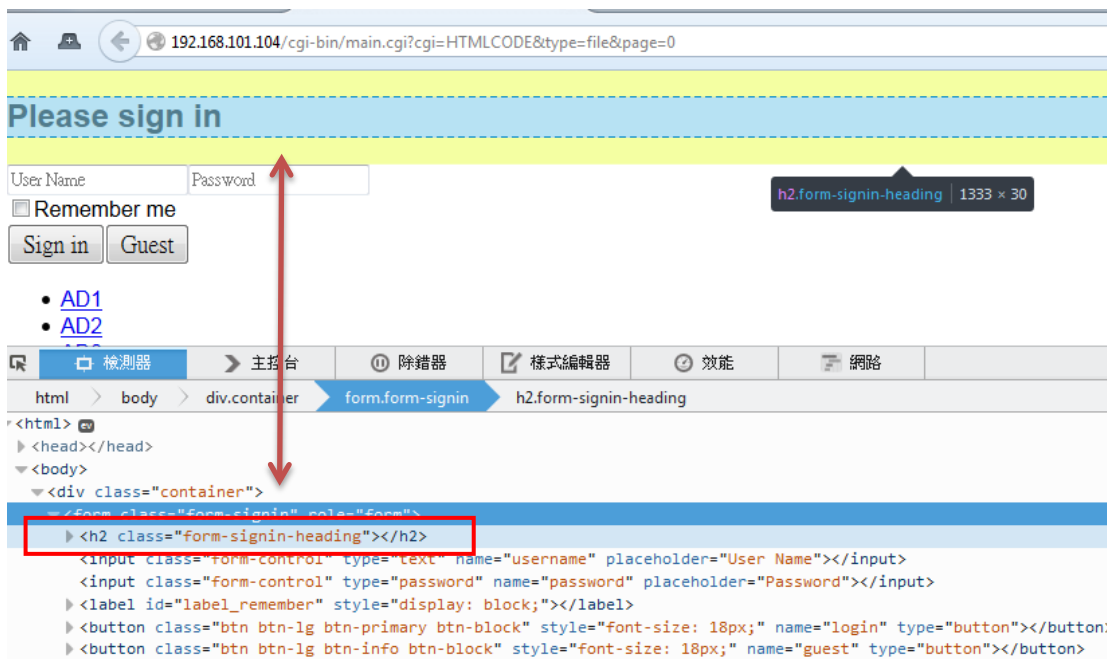 192.168.101.104/cgi-bin/main.cgi?cgi=HTMLCODE&type=file&page=0
Please sign in
User Name Password
h2.form-signin-heading 1333 × 30
Remember me
Sign in Guest
AD1
AD2
檢測器 主控台 除錯器 樣式編輯器 效能 網路
html body div.container form.form-signin h2.form-signin-heading
<html> ev
<head></head>
<body>
<div class="container">
<form class="form-signin" role="form">
<h2 class="form-signin-heading"></h2>
<input class="form-control" type="text" name="username" placeholder="User Name"></input>
<input class="form-control" type="password" name="password" placeholder="Password"></input>
<label id="label_remember" style="display: block;"></label>
<button class="btn btn-lg btn-primary btn-block" style="font-size: 18px;" name="login" type="button"></button>
<button class="btn btn-lg btn-info btn-block" style="font-size: 18px;" name="guest" type="button"></button>